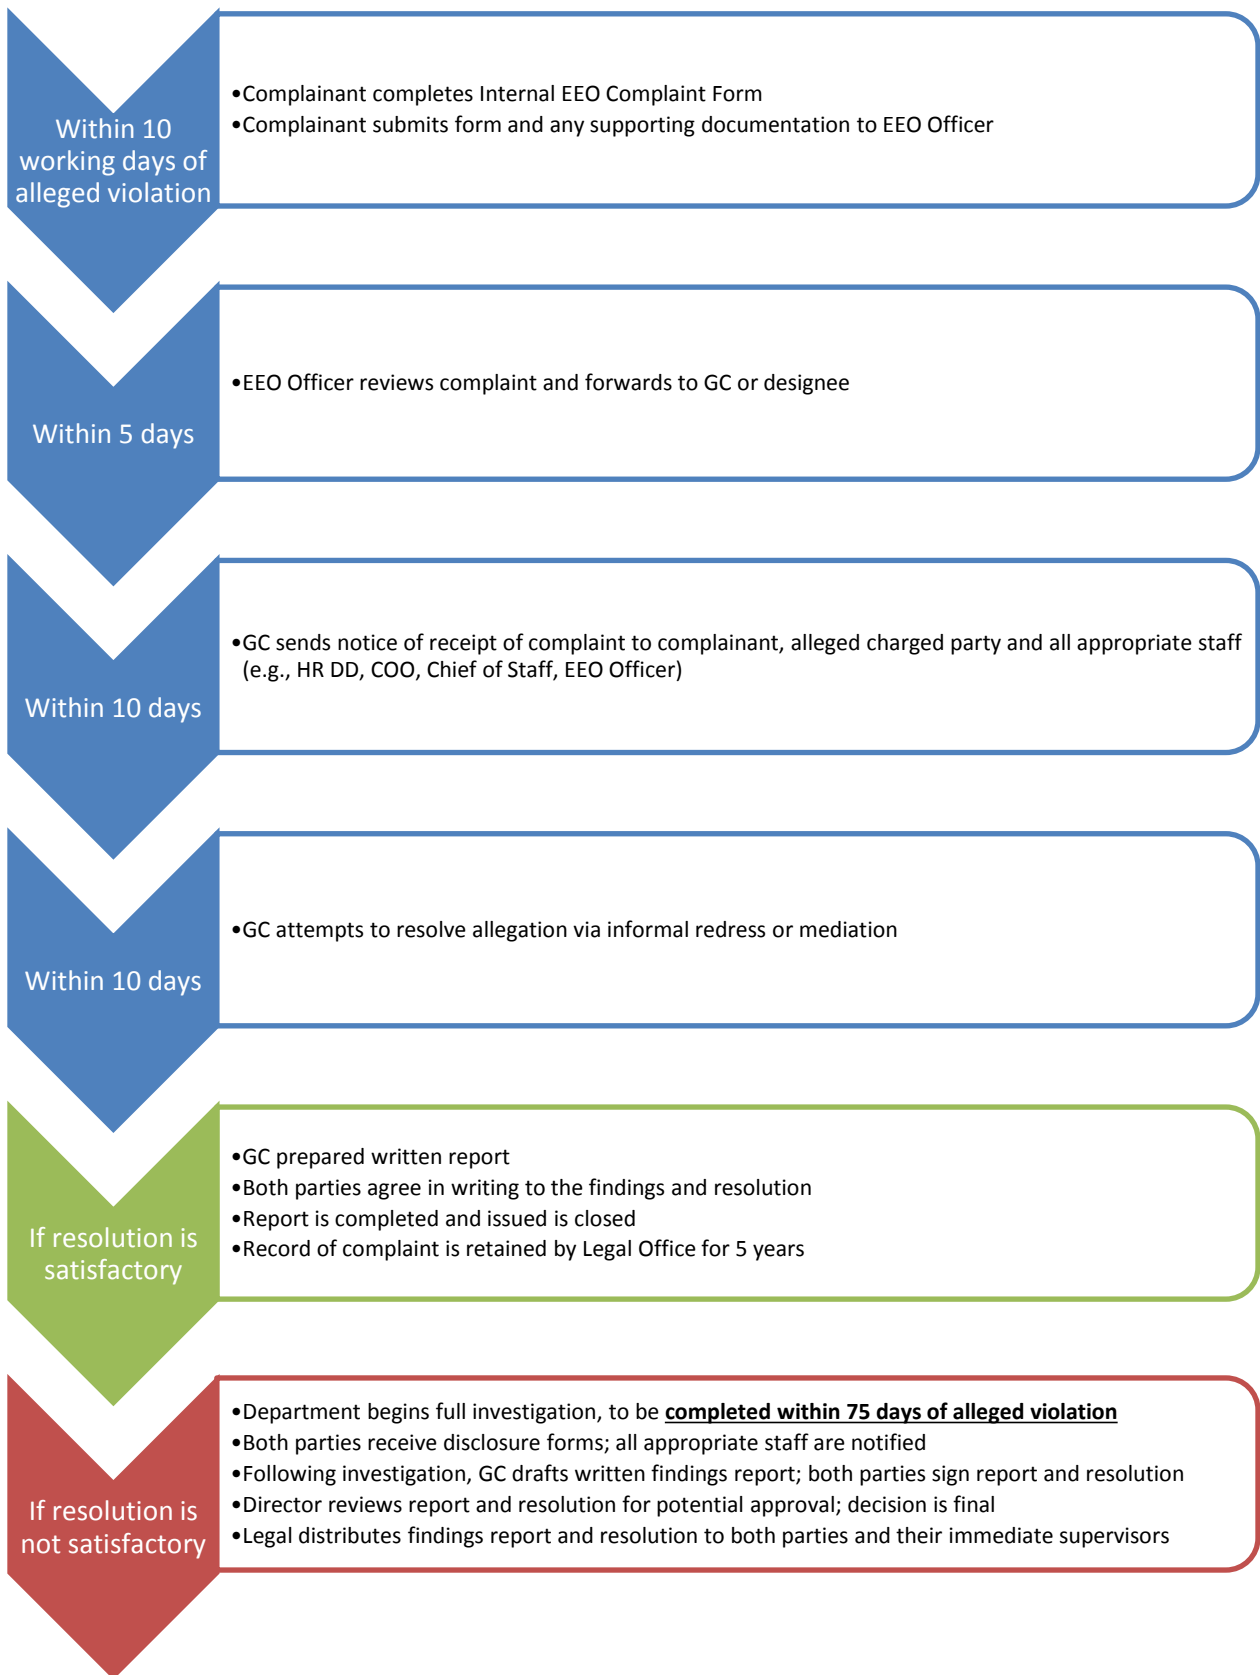 Within 10
working days of
alleged violation
•Complainant completes Internal EEO Complaint Form
•Complainant submits form and any supporting documentation to EEO Officer
Within 5 days
•EEO Officer reviews complaint and forwards to GC or designee
Within 10 days
•GC sends notice of receipt of complaint to complainant, alleged charged party and all appropriate staff
(e.g., HR DD, COO, Chief of Staff, EEO Officer)
Within 10 days
•GC attempts to resolve allegation via informal redress or mediation
If resolution is
satisfactory
•GC prepared written report
•Both parties agree in writing to the findings and resolution
•Report is completed and issued is closed
•Record of complaint is retained by Legal Office for 5 years
If resolution is
not satisfactory
•Department begins full investigation, to be completed within 75 days of alleged violation
•Both parties receive disclosure forms; all appropriate staff are notified
•Following investigation, GC drafts written findings report; both parties sign report and resolution
•Director reviews report and resolution for potential approval; decision is final
•Legal distributes findings report and resolution to both parties and their immediate supervisors